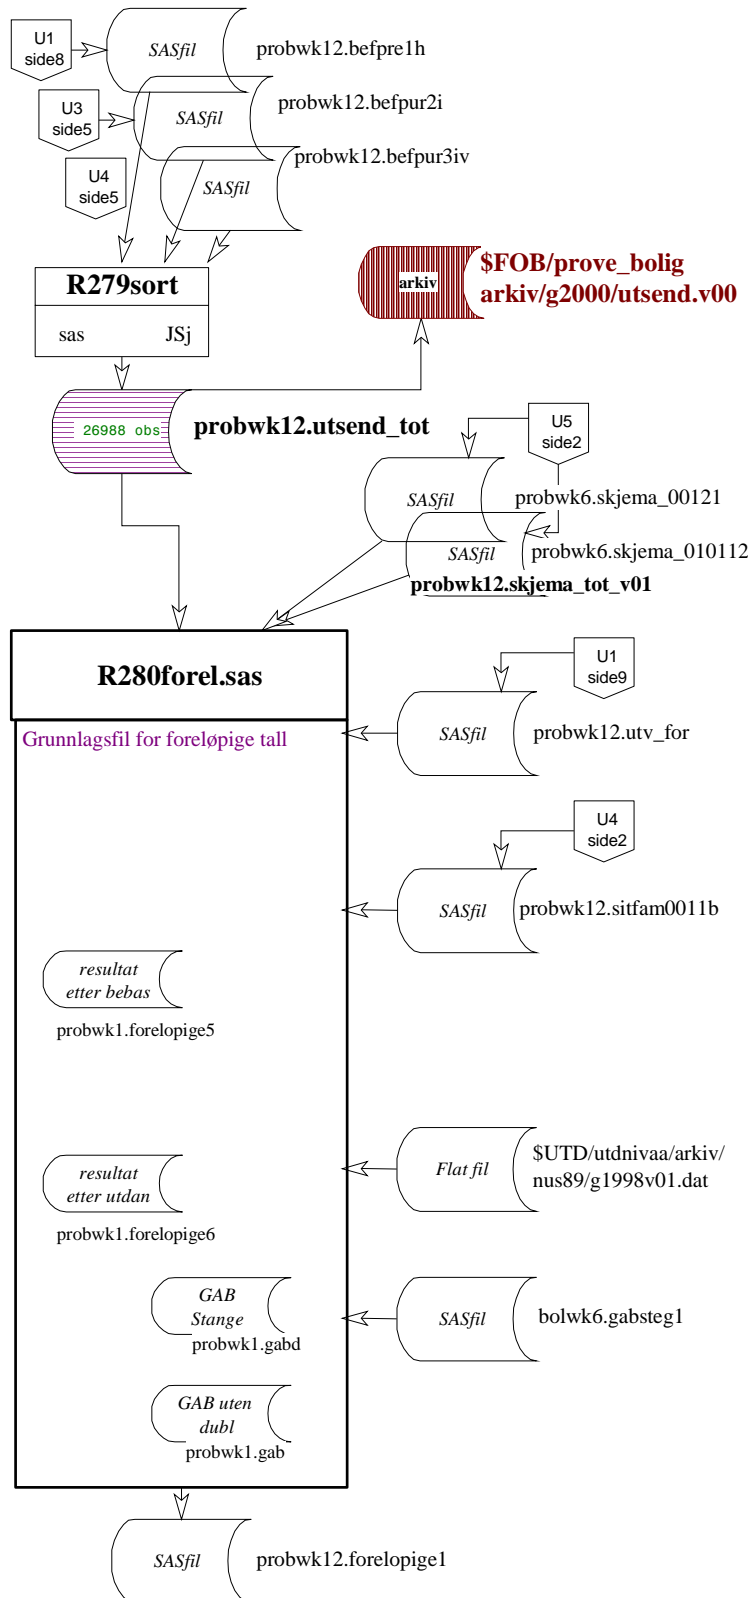 U1
side8
SASfil
probwk12.befpre1h
U3
side5
SASfil
probwk12.befpur2i
U4
side5
SASfil
probwk12.befpur3iv
R279sort
sas JSj
arkiv
$FOB/prove_bolig
arkiv/g2000/utsend.v00
26988 obs
probwk12.utsend_tot
U5
side2
SASfil
probwk6.skjema_00121
SASfil
probwk6.skjema_010112
probwk12.skjema_tot_v01
R280forel.sas
Grunnlagsfil for foreløpige tall
U1
side9
SASfil
probwk12.utv_for
U4
side2
SASfil
probwk12.sitfam0011b
resultat
etter bebas
probwk1.forelopige5
Flat fil
$UTD/utdnivaa/arkiv/
nus89/g1998v01.dat
resultat
etter utdan
probwk1.forelopige6
GAB
Stange
probwk1.gabd
SASfil
bolwk6.gabsteg1
GAB uten
dubl
probwk1.gab
SASfil
probwk12.forelopige1